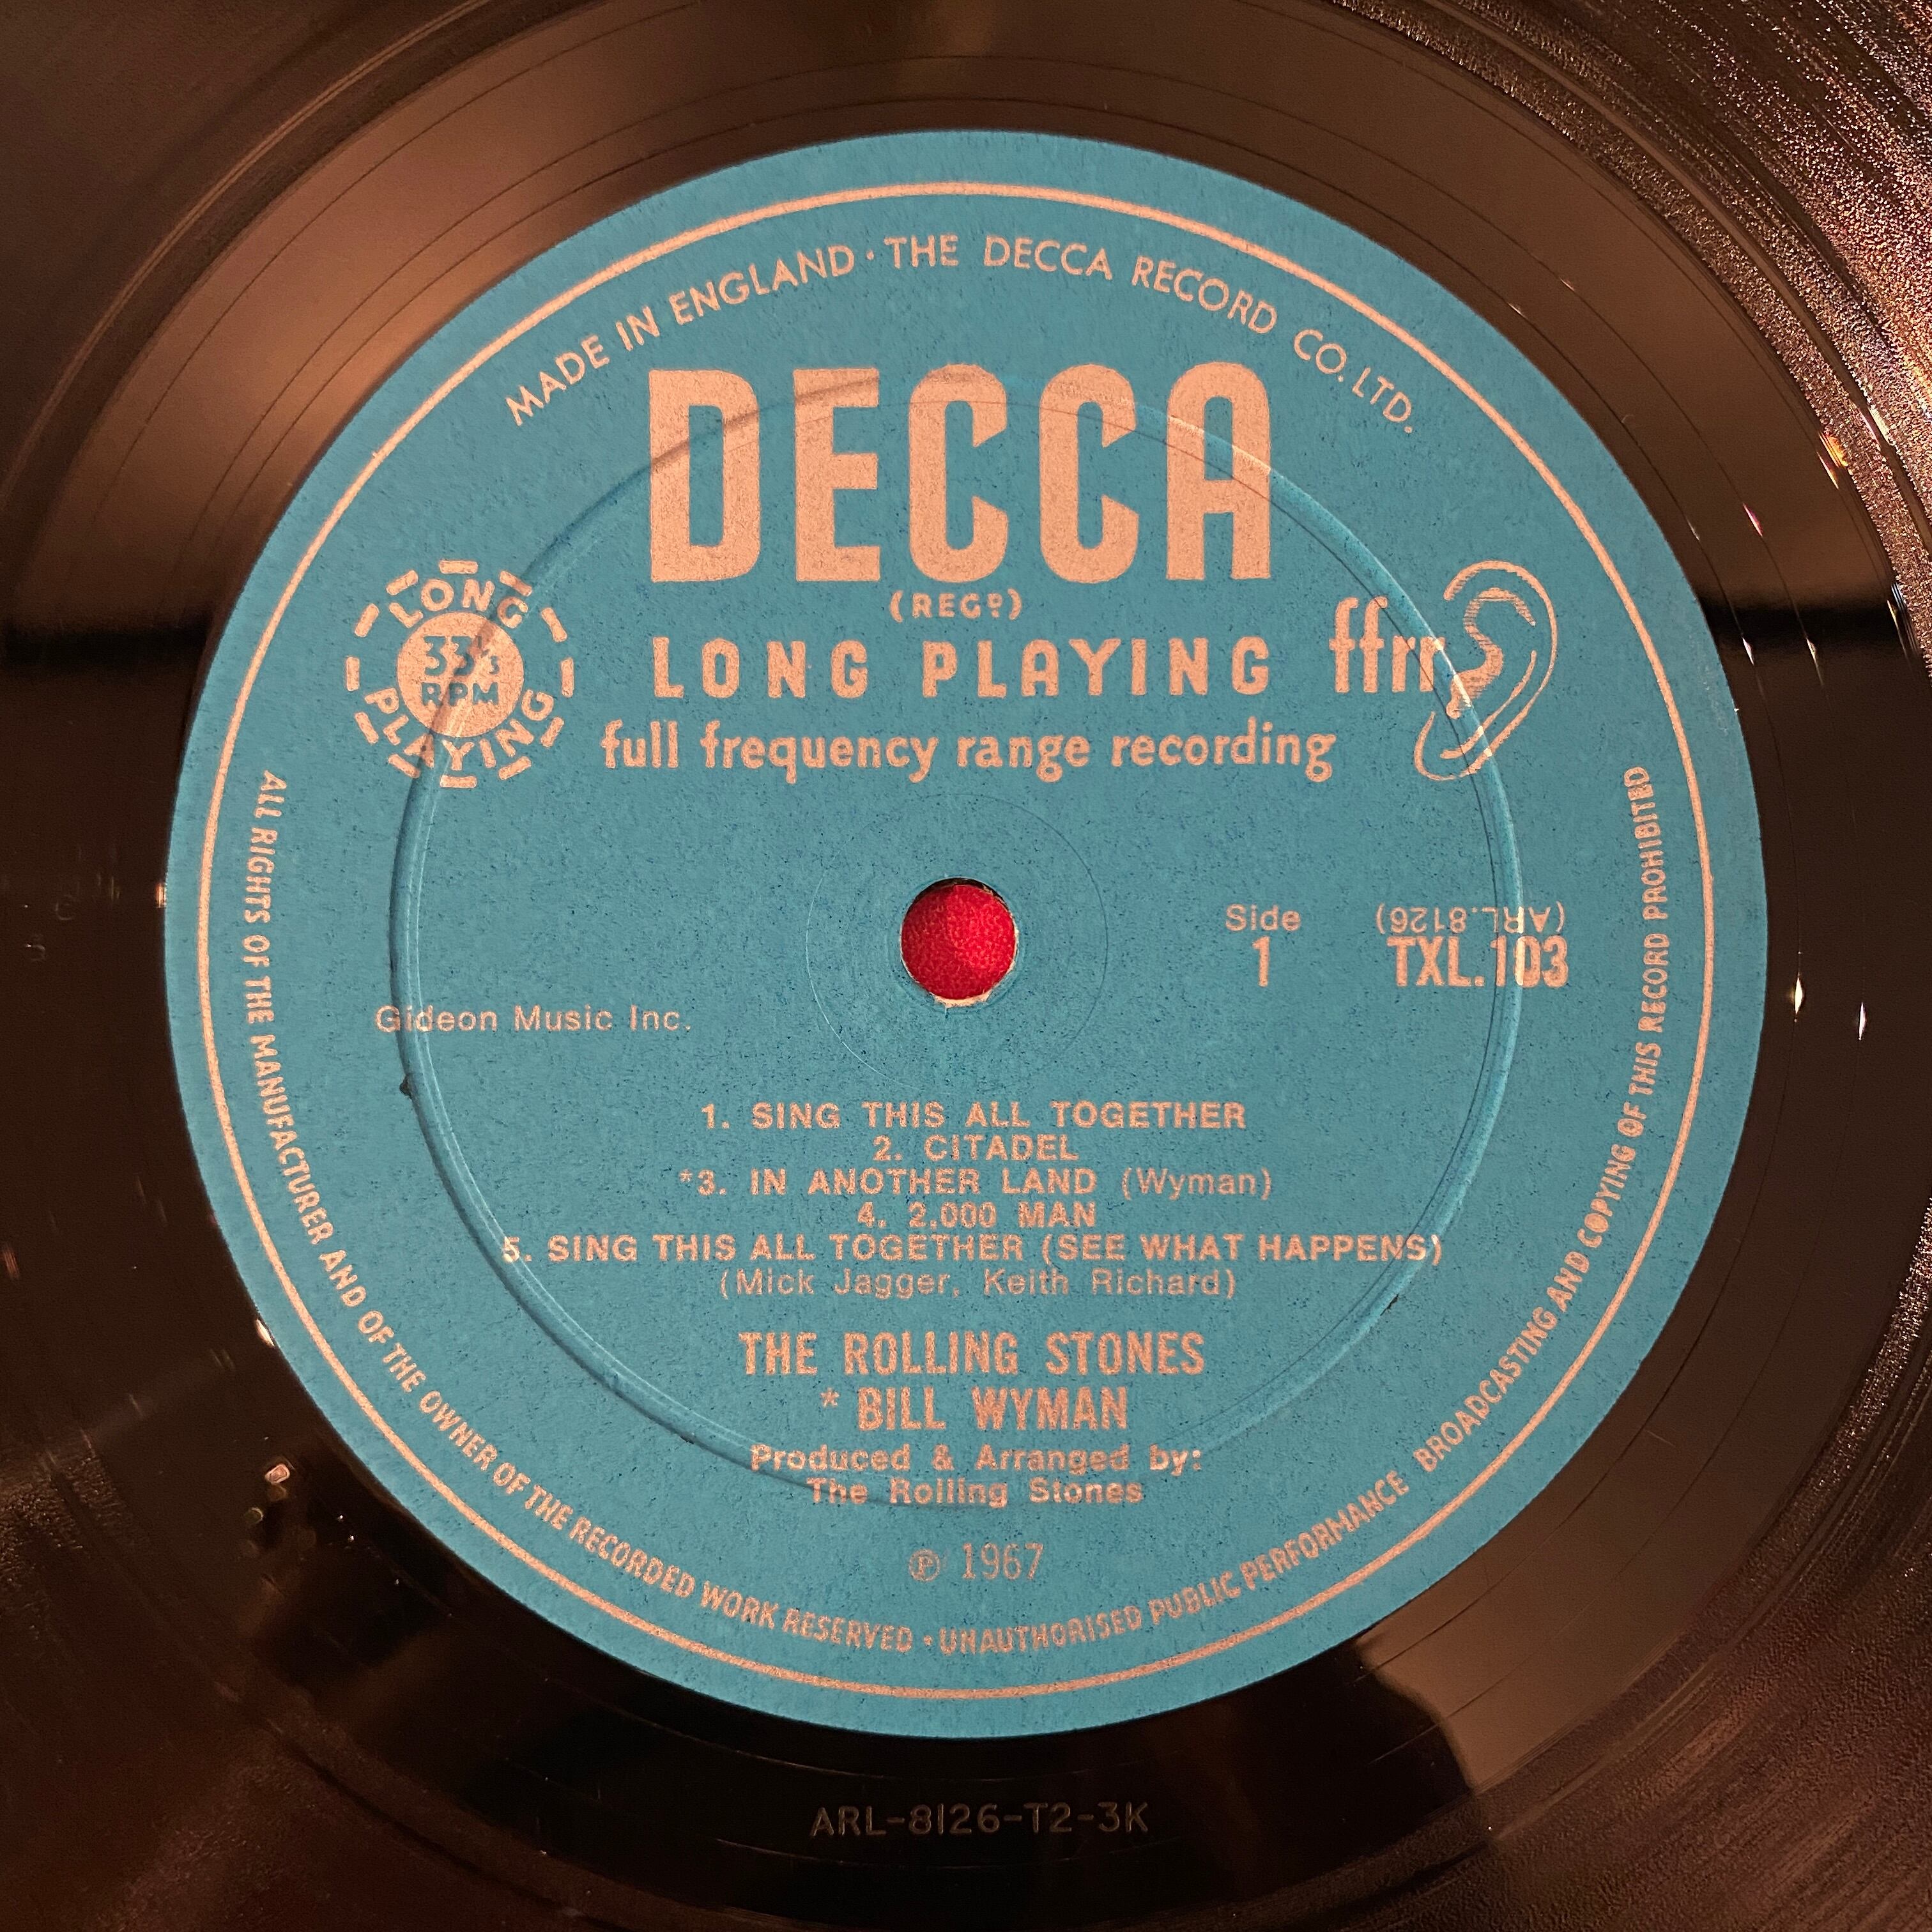 MADE IN ENGLAND · THE DECCA RECORD CO. LTD.
DECCA
(REGD)
LONG PLAYING
33⅓
RPM
LONG PLAYING
ffrr
full frequency range recording
Side
1
(ARL.8126)
TXL.103
Gideon Music Inc.
1. SING THIS ALL TOGETHER
2. CITADEL
*3. IN ANOTHER LAND (Wyman)
4. 2.000 MAN
5. SING THIS ALL TOGETHER (SEE WHAT HAPPENS)
(Mick Jagger, Keith Richard)
THE ROLLING STONES
* BILL WYMAN
Produced & Arranged by:
The Rolling Stones
℗ 1967
ALL RIGHTS OF THE MANUFACTURER AND OF THE OWNER OF THE RECORDED WORK RESERVED · UNAUTHORISED PUBLIC PERFORMANCE BROADCASTING AND COPYING OF THIS RECORD PROHIBITED
ARL-8126-T2-3K